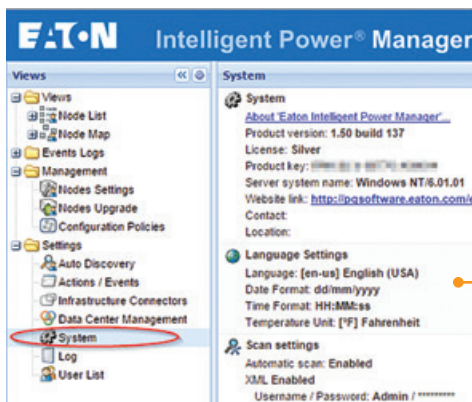 EATON Intelligent Power® Manager
Views
System
Views
Node List
Node Map
Events Logs
Management
Nodes Settings
Nodes Upgrade
Configuration Policies
Settings
Auto Discovery
Actions / Events
Infrastructure Connectors
Data Center Management
System
Log
User List
System
About 'Eaton Intelligent Power Manager'...
Product version: 1.50 build 137
License: Silver
Product key:
Server system name: Windows NT/6.01.01
Website link: http://pqsoftware.eaton.com/
Contact:
Location:
Language Settings
Language: [en-us] English (USA)
Date Format: dd/mm/yyyy
Time Format: HH:MM:ss
Temperature Unit: [°F] Fahrenheit
Scan settings
Automatic scan: Enabled
XML Enabled
Username / Password: Admin / *********